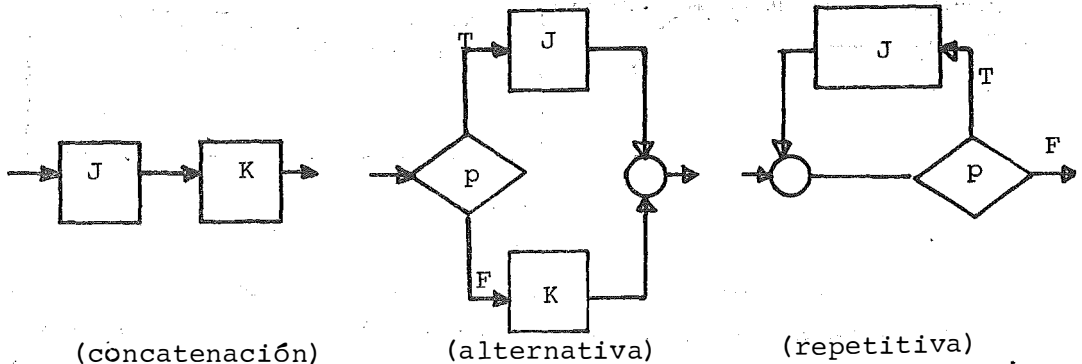 J K
T J
p
F K
J
T
p F
(concatenación) (alternativa) (repetitiva)